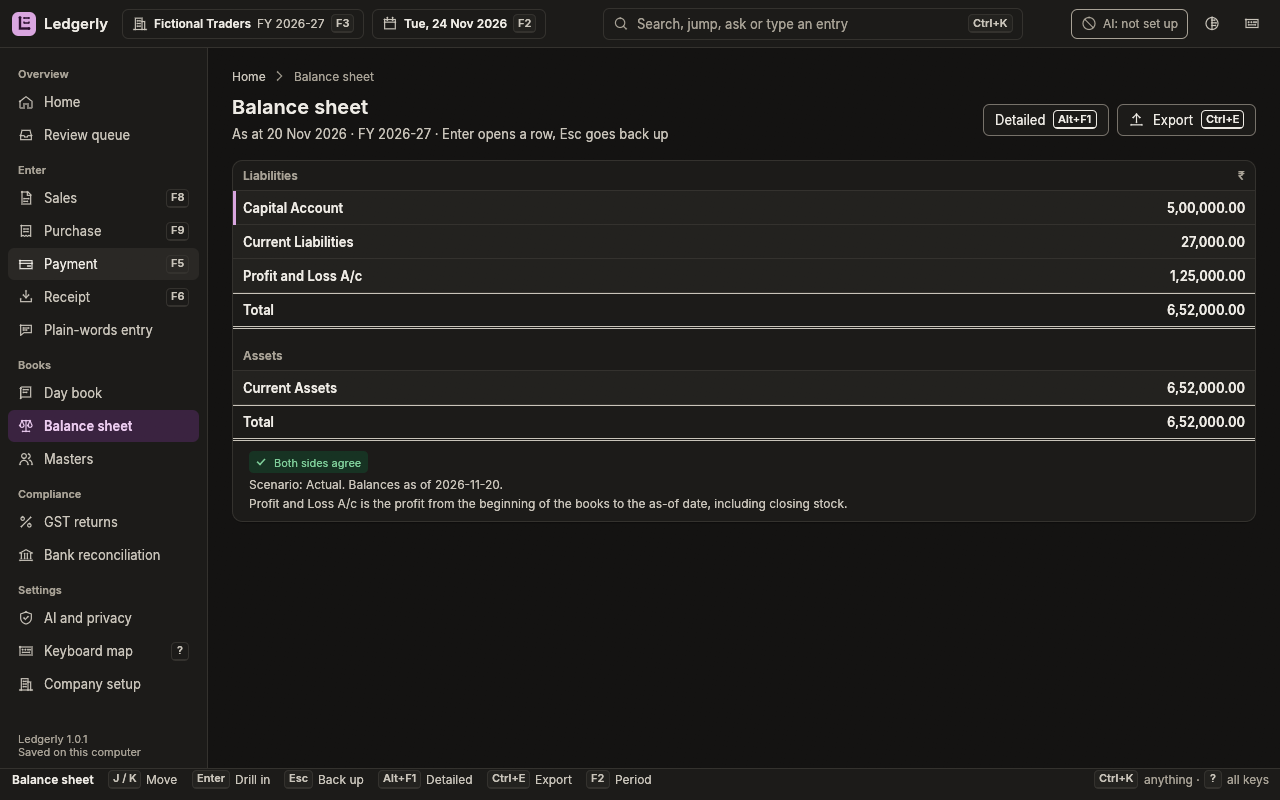 Ledgerly
Fictional Traders FY 2026-27 F3
Tue, 24 Nov 2026 F2
Search, jump, ask or type an entry Ctrl+K
AI: not set up
Overview
Home
Review queue
Enter
Sales F8
Purchase F9
Payment F5
Receipt F6
Plain-words entry
Books
Day book
Balance sheet
Masters
Compliance
GST returns
Bank reconciliation
Settings
AI and privacy
Keyboard map ?
Company setup
Ledgerly 1.0.1
Saved on this computer
Home > Balance sheet
Balance sheet
As at 20 Nov 2026 · FY 2026-27 · Enter opens a row, Esc goes back up
Detailed Alt+F1
Export Ctrl+E
Liabilities ₹
Capital Account 5,00,000.00
Current Liabilities 27,000.00
Profit and Loss A/c 1,25,000.00
Total 6,52,000.00
Assets
Current Assets 6,52,000.00
Total 6,52,000.00
Both sides agree
Scenario: Actual. Balances as of 2026-11-20.
Profit and Loss A/c is the profit from the beginning of the books to the as-of date, including closing stock.
Balance sheet J / K Move Enter Drill in Esc Back up Alt+F1 Detailed Ctrl+E Export F2 Period Ctrl+K anything · ? all keys